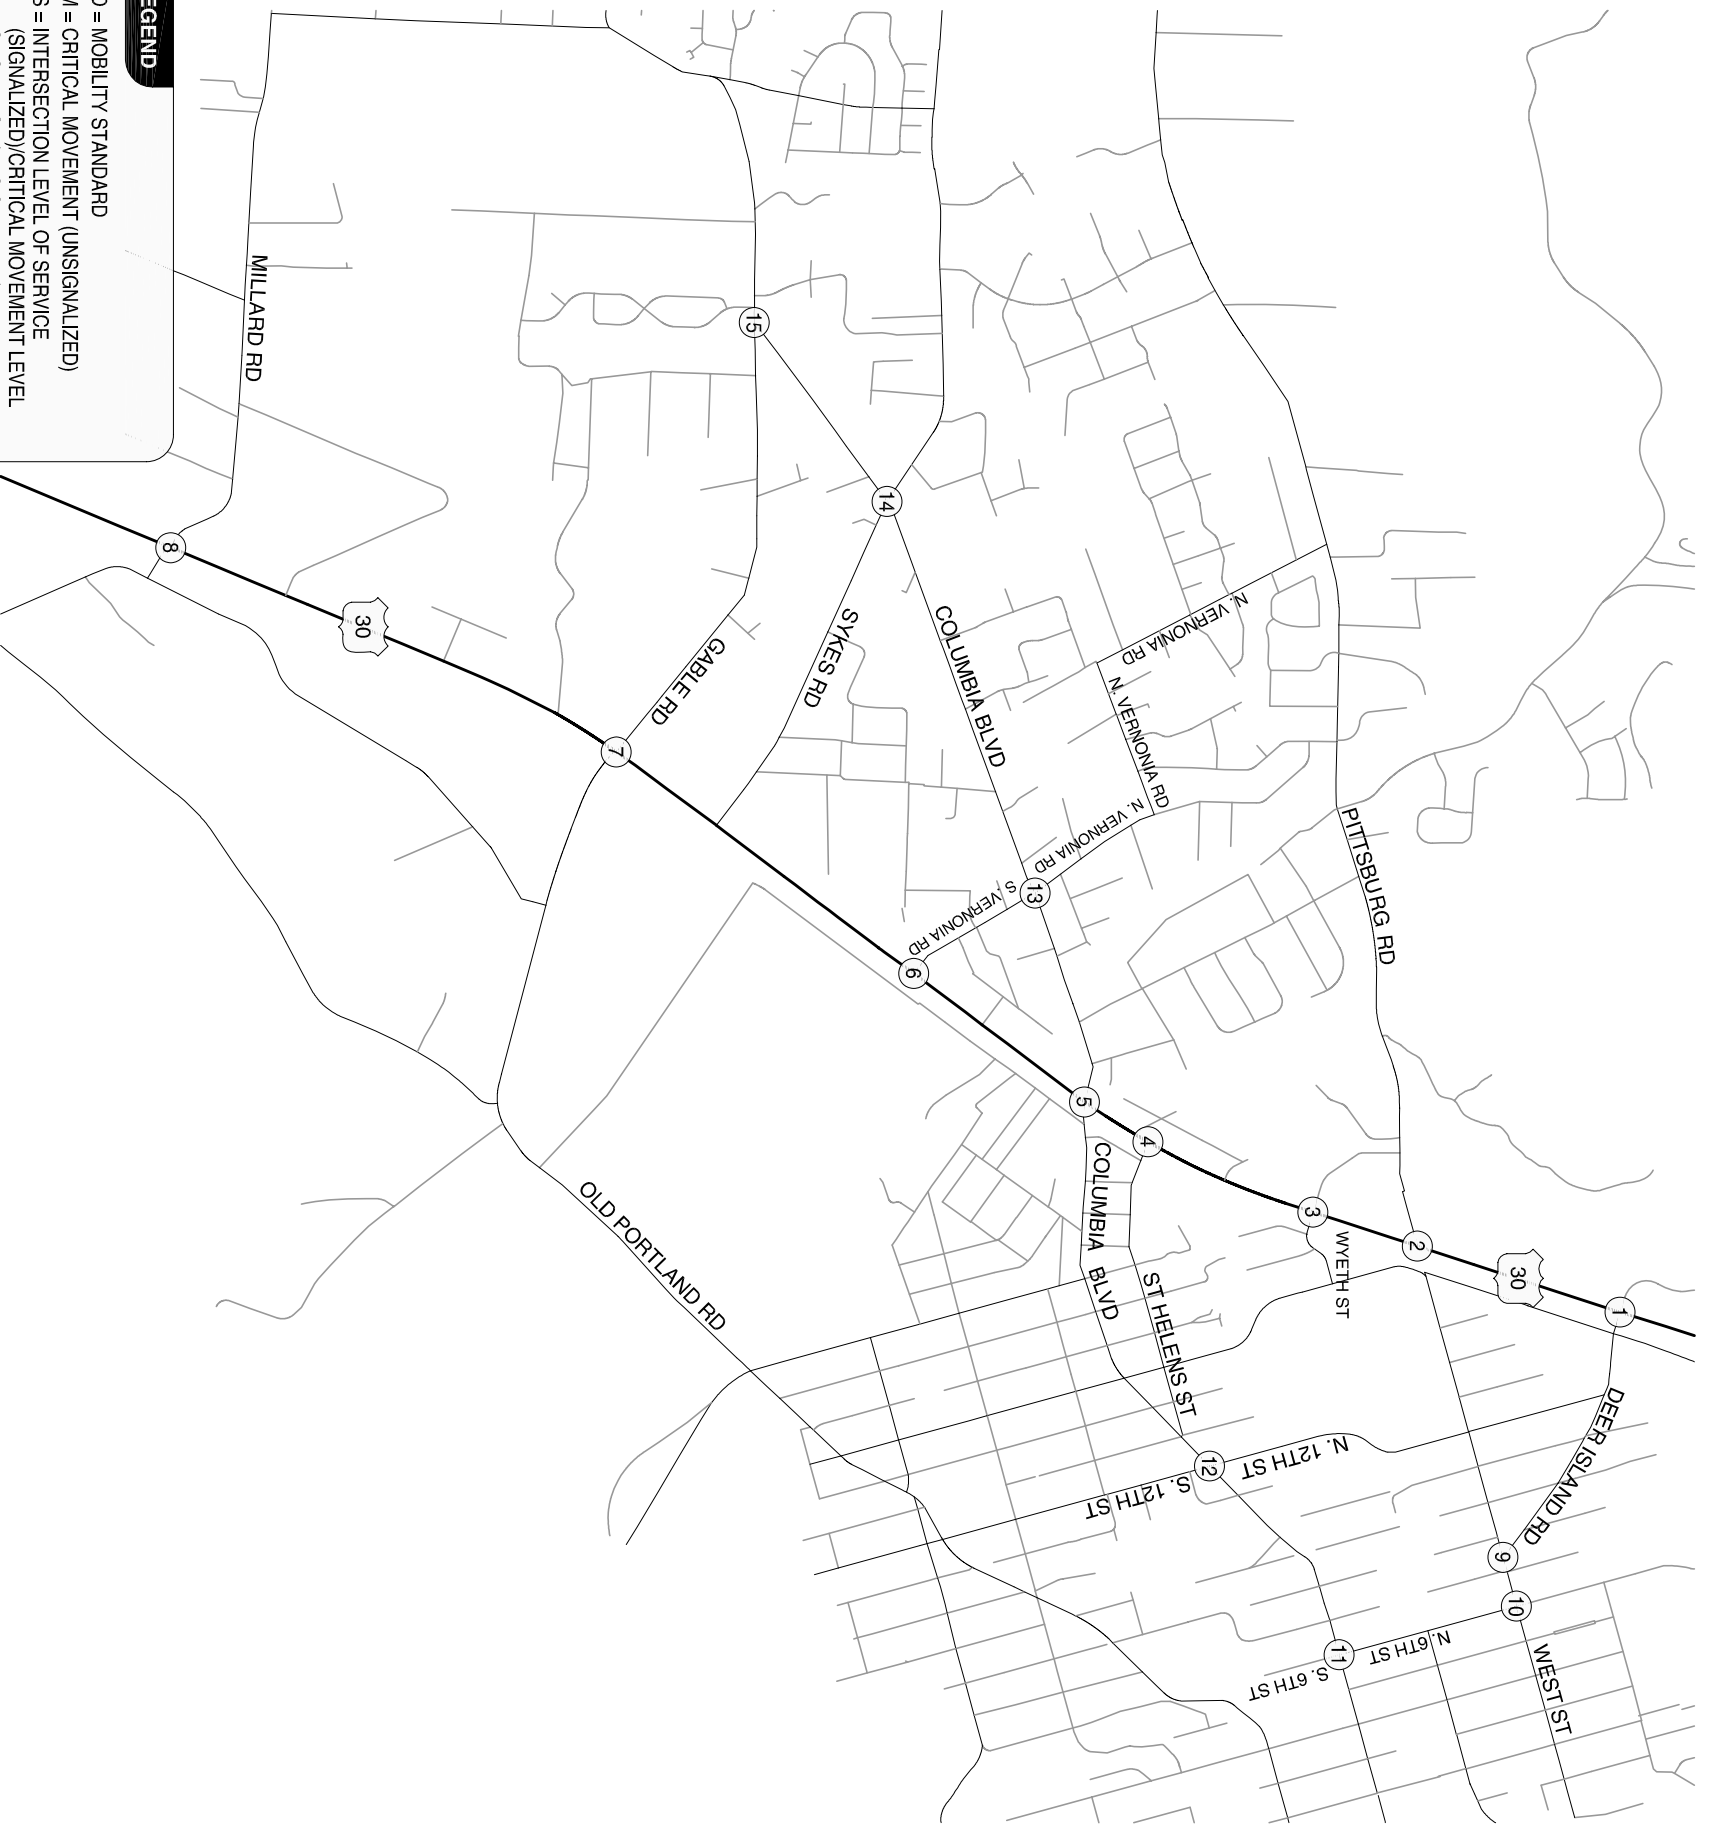 EGEND
= MOBILITY STANDARD
= CRITICAL MOVEMENT (UNSIGNALIZED)
= INTERSECTION LEVEL OF SERVICE
(SIGNALIZED)/CRITICAL MOVEMENT LEVEL
MILLARD RD
15
14
8
30
GABLE RD
SYKES RD
COLUMBIA BLVD
N. VERNONIA RD
N. VERNONIA RD
N. VERNONIA RD
S. VERNONIA RD
13
7
6
PITTSBURG RD
5
4
3
2
30
1
WYETH ST
COLUMBIA BLVD
ST HELENS ST
OLD PORTLAND RD
DEER ISLAND RD
N. 12TH ST
12
S. 12TH ST
9
10
N. 6TH ST
11
S. 6TH ST
WEST ST